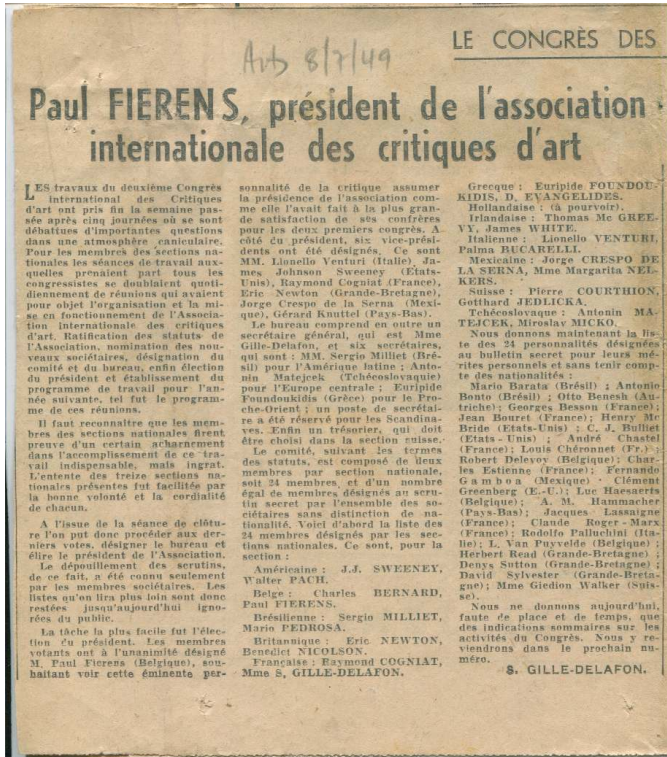 Arts 8/7/49
LE CONGRÈS DES
Paul FIERENS, président de l'association
internationale des critiques d'art
LES travaux du deuxième Congrès
international des Critiques
d'art ont pris fin la semaine pas-
sée après cinq journées où se sont
débattues d'importantes questions
dans une atmosphère caniculaire.
Pour les membres des sections na-
tionales les séances de travail aux-
quelles prenaient part tous les
congressistes se doublaient quoti-
diennement de réunions qui avaient
pour objet l'organisation et la mi-
se en fonctionnement de l'Associa-
tion internationale des critiques
d'art. Ratification des statuts de
l'Association, nomination des nou-
veaux sociétaires, désignation du
comité et du bureau, enfin élection
du président et établissement du
programme de travail pour l'an-
née suivante, tel fut le program-
me de ces réunions.
Il faut reconnaître que les mem-
bres des sections nationales firent
preuve d'un certain acharnement
dans l'accomplissement de ce tra-
vail indispensable, mais ingrat.
L'entente des treize sections na-
tionales présentes fut facilitée par
la bonne volonté et la cordialité
de chacun.
A l'issue de la séance de clôtu-
re l'on put donc procéder aux der-
niers votes, désigner le bureau et
élire le président de l'Association.
Le dépouillement des scrutins,
de ce fait, a été connu seulement
par les membres sociétaires. Les
listes qu'on lira plus loin sont donc
restées jusqu'aujourd'hui igno-
rées du public.
La tâche la plus facile fut l'élec-
tion du président. Les membres
votants ont à l'unanimité désigné
M. Paul Fierens (Belgique), sou-
haitant voir cette éminente per-
sonnalité de la critique assumer
la présidence de l'association com-
me elle l'avait fait à la plus gran-
de satisfaction de ses confrères
pour les deux premiers congrès. A
côté du président, six vice-prési-
dents ont été désignés. Ce sont
MM. Lionello Venturi (Italie), Ja-
mes Johnson Sweeney (Etats-
Unis), Raymond Cogniat (France),
Eric Newton (Grande-Bretagne),
Jorge Crespo de la Serna (Mexi-
que), Gérard Knuttel (Pays-Bas).
Le bureau comprend en outre un
secrétaire général, qui est Mme
Gille-Delafon, et six secrétaires,
qui sont : MM. Sergio Milliet (Bré-
sil) pour l'Amérique latine ; Anto-
nin Matejcek (Tchécoslovaquie)
pour l'Europe centrale ; Euripide
Foundoukidis (Grèce) pour le Pro-
che-Orient ; un poste de secrétai-
re a été réservé pour les Scandina-
ves. Enfin un trésorier, qui doit
être choisi dans la section suisse.
Le comité, suivant les termes
des statuts, est composé de deux
membres par section nationale,
soit 24 membres et d'un nombre
égal de membres désignés au scru-
tin secret par l'ensemble des so-
ciétaires sans distinction de na-
tionalité. Voici d'abord la liste des
24 membres désignés par les sec-
tions nationales. Ce sont, pour la
section :
Américaine : J.J. SWEENEY,
Walter PACH.
Belge : Charles BERNARD,
Paul FIERENS.
Brésilienne : Sergio MILLIET,
Mario PEDROSA.
Britannique : Eric NEWTON,
Benedict NICOLSON.
Française : Raymond COGNIAT,
Mme S. GILLE-DELAFON.
Grecque : Euripide FOUNDOU-
KIDIS, D. EVANGELIDES.
Hollandaise : (à pourvoir).
Irlandaise : Thomas Mc GREE-
VY, James WHITE.
Italienne : Lionello VENTURI,
Palma BUCARELLI.
Mexicaine : Jorge CRESPO DE
LA SERNA, Mme Margarita NEL-
KERS.
Suisse : Pierre COURTHION,
Gotthard JEDLICKA.
Tchécoslovaque : Antonin MA-
TEJCEK, Miroslav MICKO.
Nous donnons maintenant la lis-
te des 24 personnalités désignées
au bulletin secret pour leurs mé-
rites personnels et sans tenir comp-
te des nationalités :
Mario Barata (Brésil) ; Antonio
Bonto (Brésil) ; Otto Benesh (Au-
triche) ; Georges Besson (France) ;
Jean Bouret (France) ; Henry Mc
Bride (Etats-Unis) ; C. J. Bulliet
(Etats-Unis) ; André Chastel
(France) ; Louis Chéronnet (Fr.) ;
Robert Delevoy (Belgique) ; Char-
les Estienne (France) ; Fernando
Gamboa (Mexique) ; Clément
Greenberg (E.-U.) ; Luc Haesaerts
(Belgique) ; A. M. Hammacher
(Pays-Bas) ; Jacques Lassaigne
(France) ; Claude Roger-Marx
(France) ; Rodolfo Pallucchini (Ita-
lie) ; L. Van Puyvelde (Belgique) ;
Herbert Read (Grande-Bretagne) ;
Denys Sutton (Grande-Bretagne) ;
David Sylvester (Grande-Breta-
gne) ; Mme Giedion Walker (Suis-
se).
Nous ne donnons aujourd'hui,
faute de place et de temps, que
des indications sommaires sur les
activités du Congrès. Nous y re-
viendrons dans le prochain nu-
méro.
S. GILLE-DELAFON.